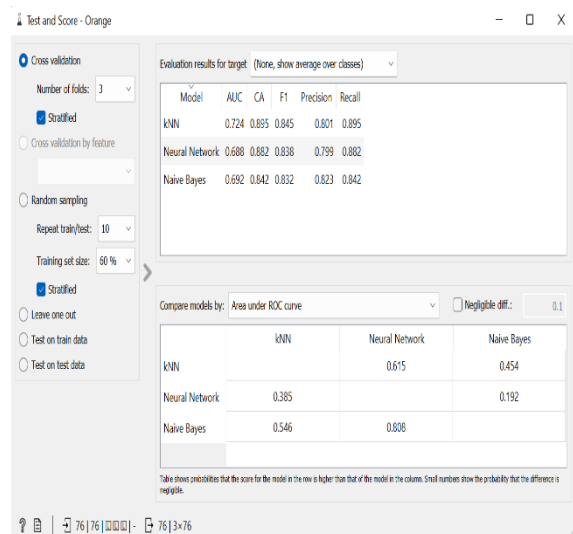 Test and Score - Orange
Cross validation
Number of folds: 3
Stratified
Cross validation by feature
Random sampling
Repeat train/test: 10
Training set size: 60 %
Stratified
Leave one out
Test on train data
Test on test data
Evaluation results for target (None, show average over classes)
Model AUC CA F1 Precision Recall
kNN 0.724 0.895 0.845 0.801 0.895
Neural Network 0.688 0.882 0.838 0.799 0.882
Naive Bayes 0.692 0.842 0.832 0.823 0.842
Compare models by: Area under ROC curve Negligible diff.: 0.1
kNN Neural Network Naive Bayes
kNN 0.615 0.454
Neural Network 0.385 0.192
Naive Bayes 0.546 0.808
Table shows probabilities that the score for the model in the row is higher than that of the model in the column. Small numbers show the probability that the difference is
negligible.
? 76 | 76 | - 76 | 3×76